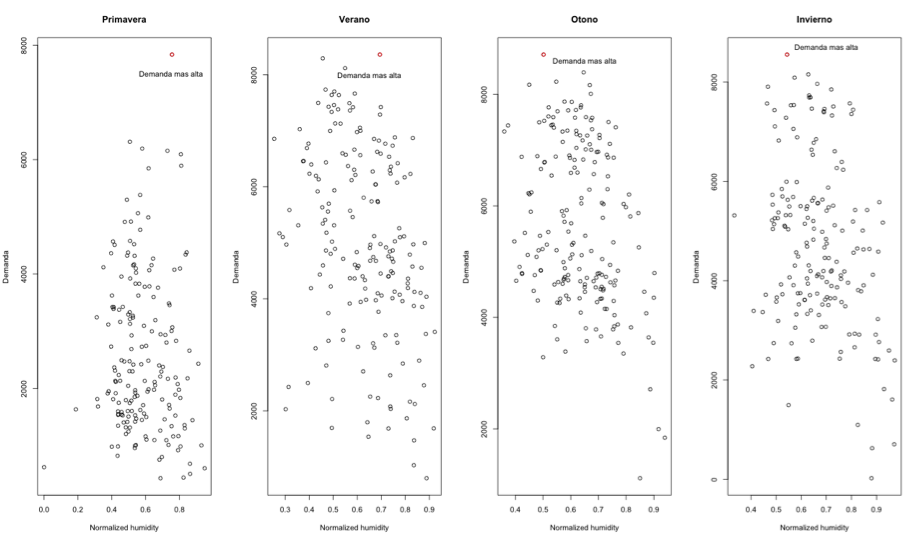 Primavera
Demanda
8000
6000
4000
2000
Demanda mas alta
0.0 0.2 0.4 0.6 0.8
Normalized humidity
Verano
Demanda
8000
6000
4000
2000
Demanda mas alta
0.3 0.4 0.5 0.6 0.7 0.8 0.9
Normalized humidity
Otono
Demanda
8000
6000
4000
2000
Demanda mas alta
0.4 0.5 0.6 0.7 0.8 0.9
Normalized humidity
Invierno
Demanda
8000
6000
4000
2000
0
Demanda mas alta
0.4 0.5 0.6 0.7 0.8 0.9
Normalized humidity